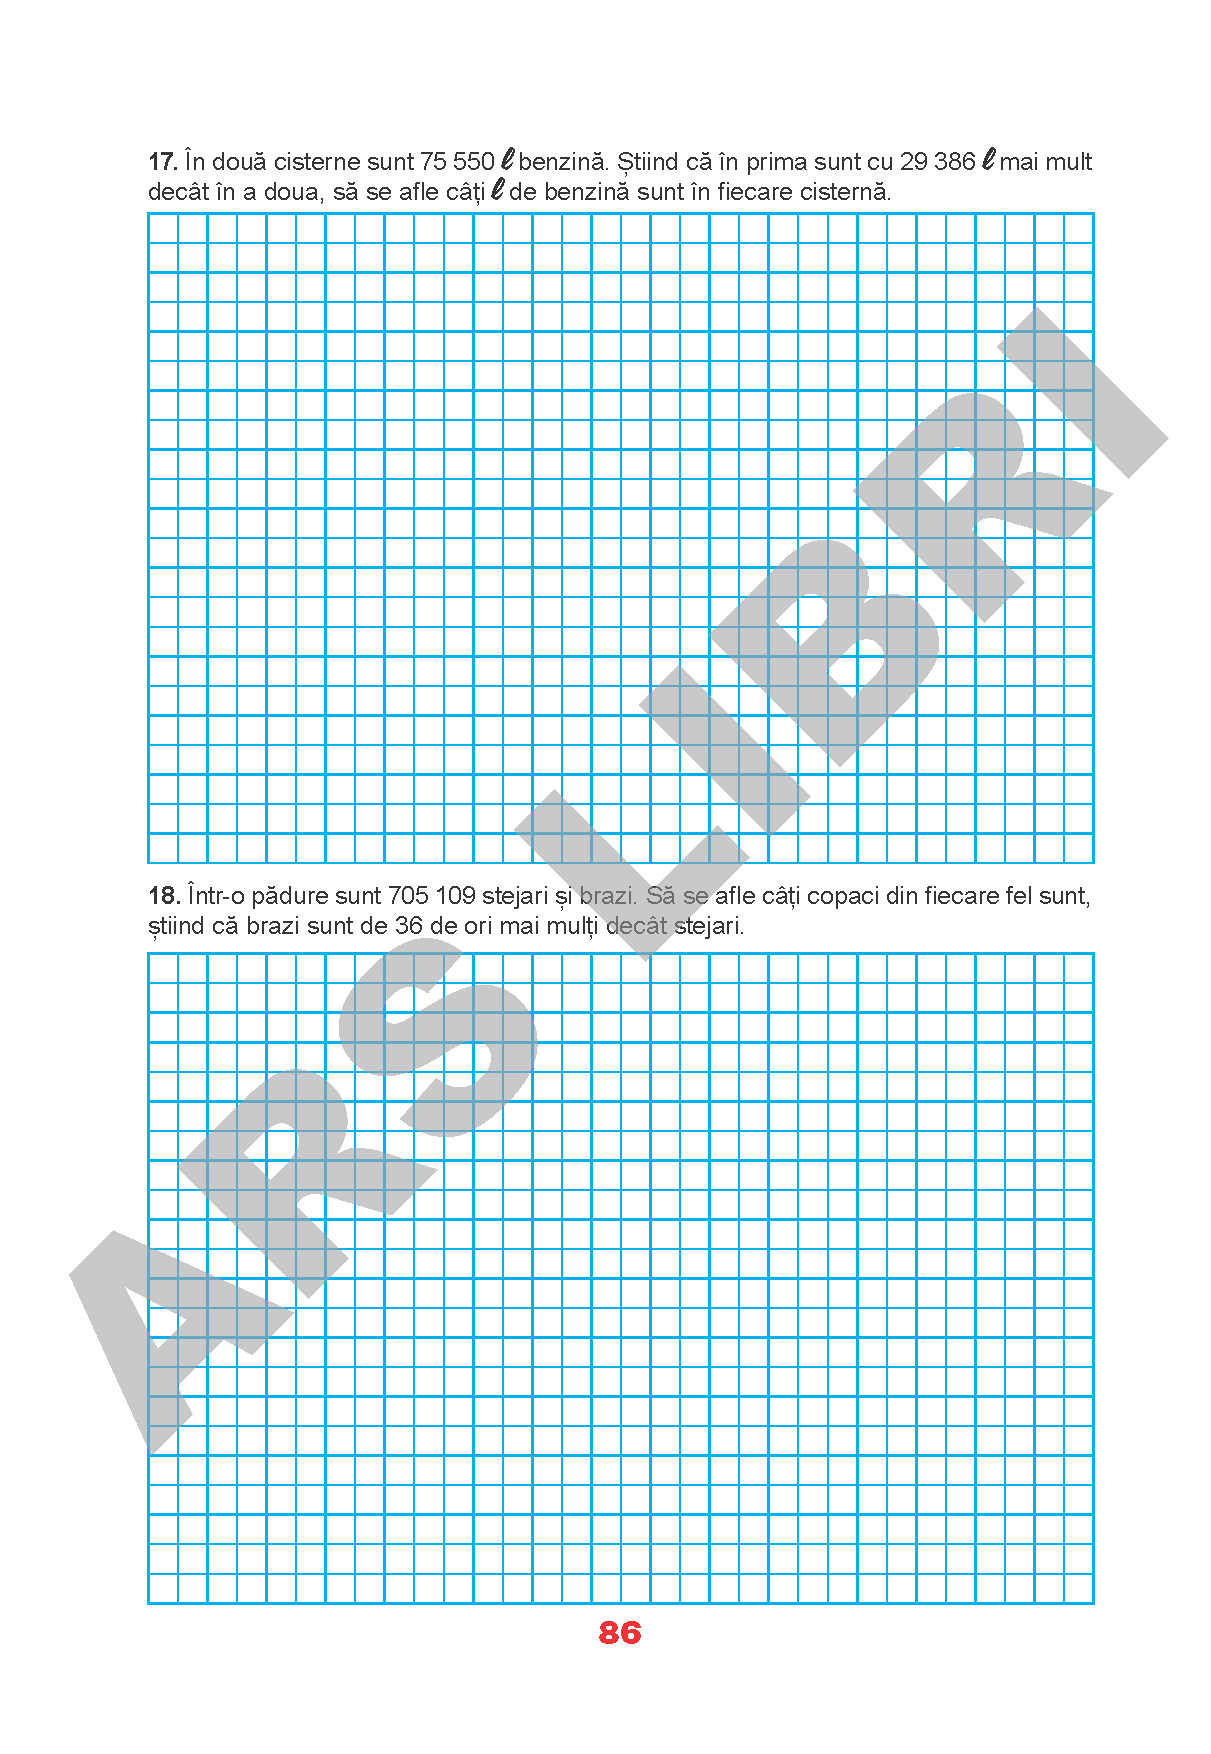 17. În două cisterne sunt 75 550 ℓ benzină. Știind că în prima sunt cu 29 386 ℓ mai mult
decât în a doua, să se afle câți ℓ de benzină sunt în fiecare cisternă.
18. Într-o pădure sunt 705 109 stejari și brazi. Să se afle câți copaci din fiecare fel sunt,
știind că brazi sunt de 36 de ori mai mulți decât stejari.
ARS LIBRI
86